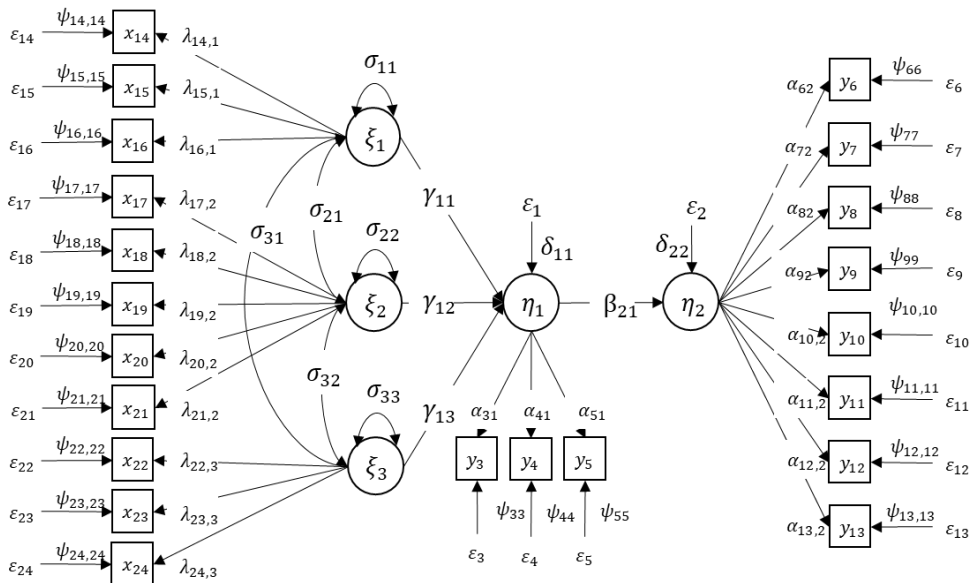 ε₁₄ ψ₁₄,₁₄ x₁₄ λ₁₄,₁
ε₁₅ ψ₁₅,₁₅ x₁₅ λ₁₅,₁
ε₁₆ ψ₁₆,₁₆ x₁₆ λ₁₆,₁
ε₁₇ ψ₁₇,₁₇ x₁₇ λ₁₇,₂
ε₁₈ ψ₁₈,₁₈ x₁₈ λ₁₈,₂
ε₁₉ ψ₁₉,₁₉ x₁₉ λ₁₉,₂
ε₂₀ ψ₂₀,₂₀ x₂₀ λ₂₀,₂
ε₂₁ ψ₂₁,₂₁ x₂₁ λ₂₁,₂
ε₂₂ ψ₂₂,₂₂ x₂₂ λ₂₂,₃
ε₂₃ ψ₂₃,₂₃ x₂₃ λ₂₃,₃
ε₂₄ ψ₂₄,₂₄ x₂₄ λ₂₄,₃
σ₁₁
ξ₁
σ₂₁
σ₃₁
σ₂₂
ξ₂
σ₃₂
σ₃₃
ξ₃
γ₁₁
γ₁₂
γ₁₃
ε₁
δ₁₁
η₁
β₂₁
ε₂
δ₂₂
η₂
α₃₁ α₄₁ α₅₁
y₃ y₄ y₅
ψ₃₃ ψ₄₄ ψ₅₅
ε₃ ε₄ ε₅
α₆₂ y₆ ψ₆₆ ε₆
α₇₂ y₇ ψ₇₇ ε₇
α₈₂ y₈ ψ₈₈ ε₈
α₉₂ y₉ ψ₉₉ ε₉
α₁₀,₂ y₁₀ ψ₁₀,₁₀ ε₁₀
α₁₁,₂ y₁₁ ψ₁₁,₁₁ ε₁₁
α₁₂,₂ y₁₂ ψ₁₂,₁₂ ε₁₂
α₁₃,₂ y₁₃ ψ₁₃,₁₃ ε₁₃